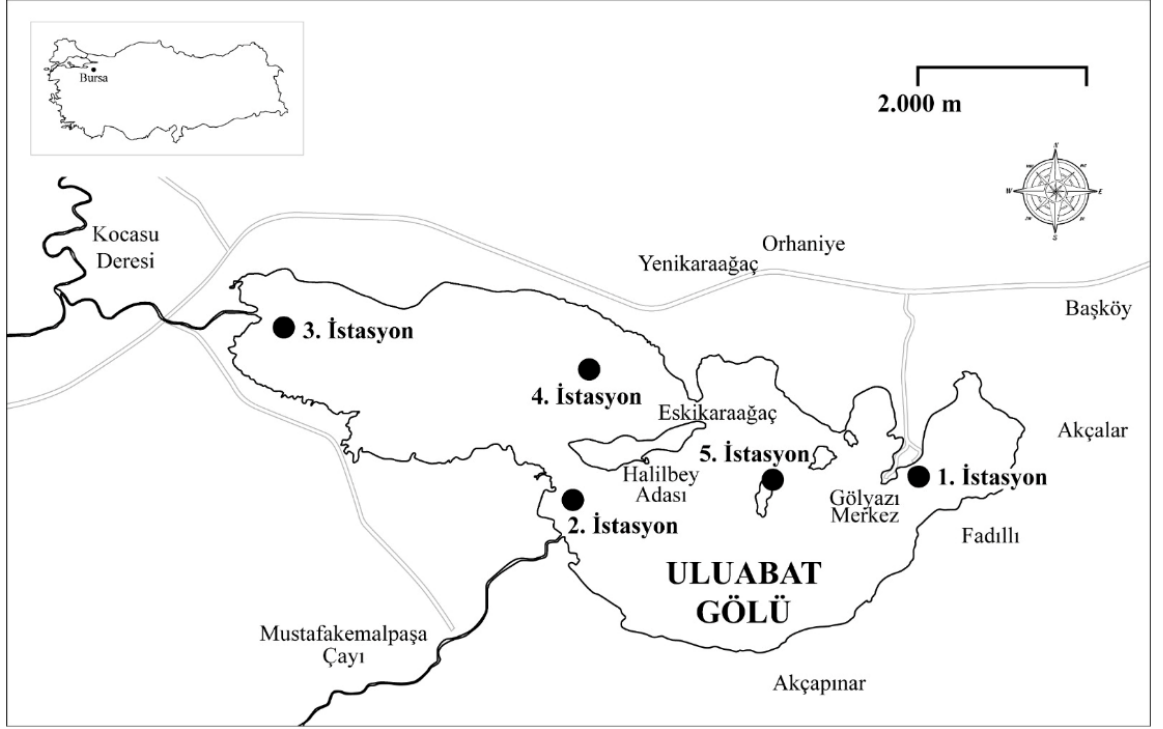 Bursa
2.000 m
N
W
E
S
Kocasu
Deresi
Orhaniye
Yenikaraağaç
Başköy
3. İstasyon
4. İstasyon
Eskikaraağaç
Akçalar
5. İstasyon
Halilbey
Adası
1. İstasyon
Gölyazı
Merkez
2. İstasyon
Fadıllı
ULUABAT
GÖLÜ
Mustafakemalpaşa
Çayı
Akçapınar